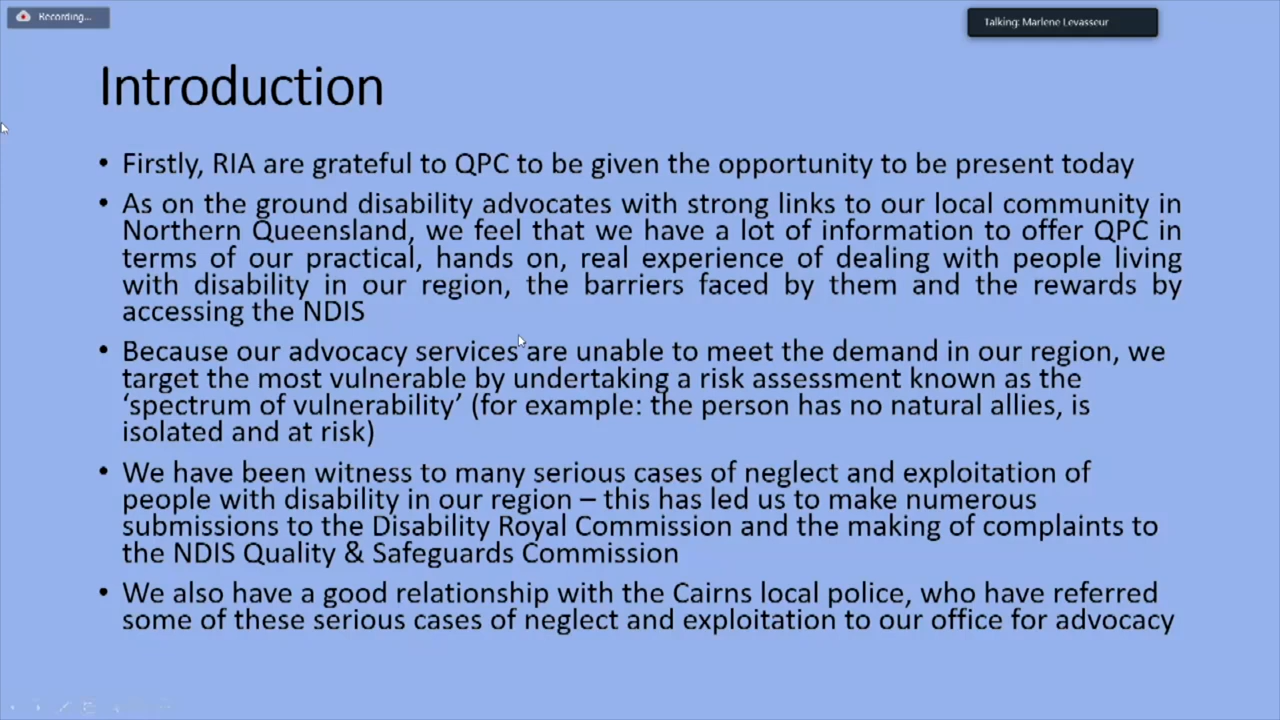 Recording...
Talking: Marlene Levasseur
Introduction
• Firstly, RIA are grateful to QPC to be given the opportunity to be present today
• As on the ground disability advocates with strong links to our local community in
Northern Queensland, we feel that we have a lot of information to offer QPC in
terms of our practical, hands on, real experience of dealing with people living
with disability in our region, the barriers faced by them and the rewards by
accessing the NDIS
• Because our advocacy services are unable to meet the demand in our region, we
target the most vulnerable by undertaking a risk assessment known as the
‘spectrum of vulnerability’ (for example: the person has no natural allies, is
isolated and at risk)
• We have been witness to many serious cases of neglect and exploitation of
people with disability in our region – this has led us to make numerous
submissions to the Disability Royal Commission and the making of complaints to
the NDIS Quality & Safeguards Commission
• We also have a good relationship with the Cairns local police, who have referred
some of these serious cases of neglect and exploitation to our office for advocacy